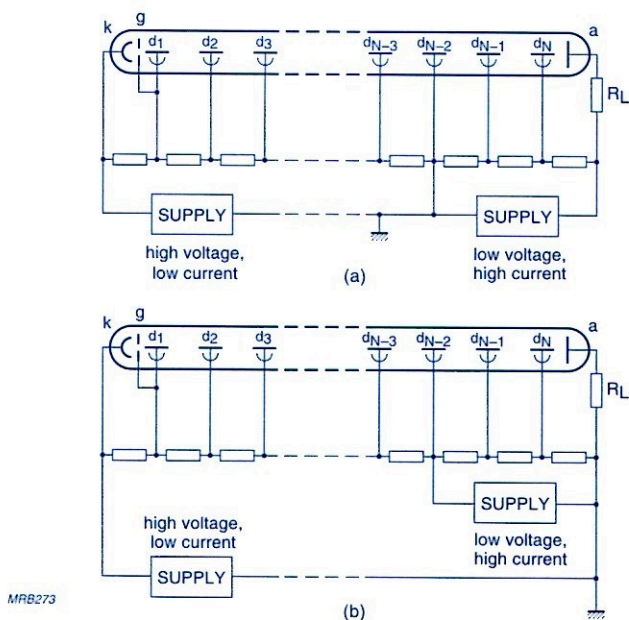 k g d1 d2 d3 dN–3 dN–2 dN–1 dN a
RL
SUPPLY SUPPLY
high voltage, low current
low voltage, high current
(a)
k g d1 d2 d3 dN–3 dN–2 dN–1 dN a
RL
SUPPLY
low voltage, high current
high voltage, low current
SUPPLY
MRB273
(b)